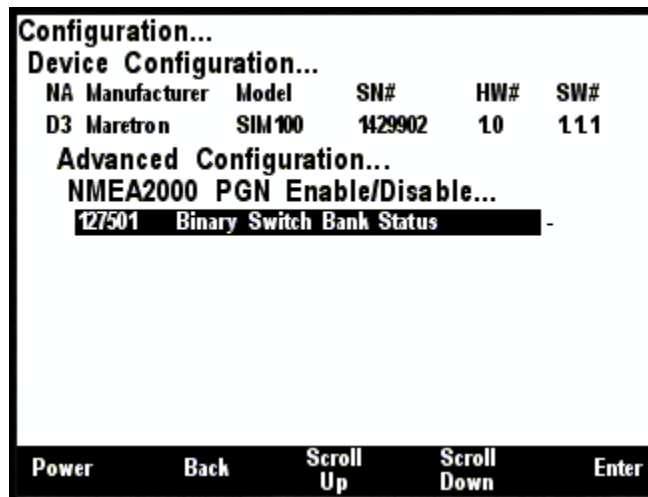 Configuration...
Device Configuration...
NA Manufacturer Model SN# HW# SW#
D3 Maretron SIM100 1429902 1.0 1.1.1
Advanced Configuration...
NMEA2000 PGN Enable/Disable...
127501 Binary Switch Bank Status -
Power Back Scroll Up Scroll Down Enter